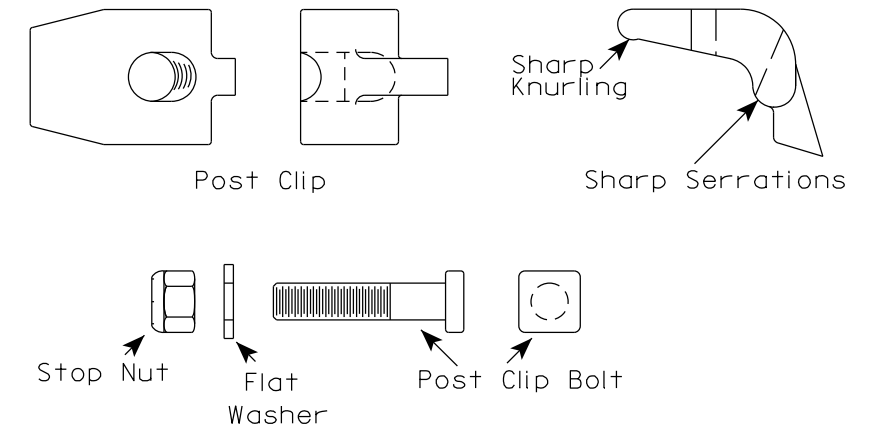 Sharp
Knurling
Post Clip
Sharp Serrations
Stop Nut
Flat
Washer
Post Clip Bolt